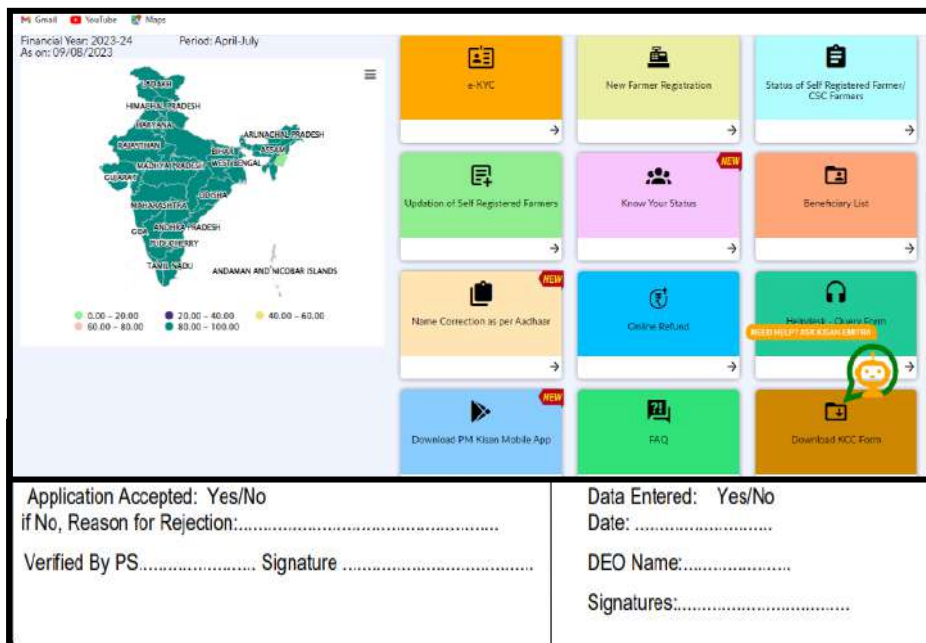 Gmail YouTube Maps
Financial Year: 2023-24 Period: April-July
As on: 09/08/2023
LADAKH
HIMACHAL PRADESH
HARYANA
ARUNACHAL PRADESH
RAJASTHAN
BIHAR
ASSAM
MADHYA PRADESH
WEST BENGAL
GUJARAT
ODISHA
MAHARASHTRA
GOA
ANDHRA PRADESH
PUDUCHERRY
TAMIL NADU
ANDAMAN AND NICOBAR ISLANDS
0.00 – 20.00 20.00 – 40.00 40.00 – 60.00
60.00 – 80.00 80.00 – 100.00
e-KYC
New Farmer Registration
Status of Self Registered Farmer/
CSC Farmers
Updation of Self Registered Farmers
NEW
Know Your Status
Beneficiary List
NEW
Name Correction as per Aadhaar
Online Refund
Helpdesk - Query Form
NEED HELP? ASK KISAN EMITRA
NEW
Download PM Kisan Mobile App
FAQ
Download KCC Form
Application Accepted: Yes/No
if No, Reason for Rejection:....................................................
Verified By PS........................ Signature .......................................
Data Entered: Yes/No
Date: ............................
DEO Name:......................
Signatures:...................................